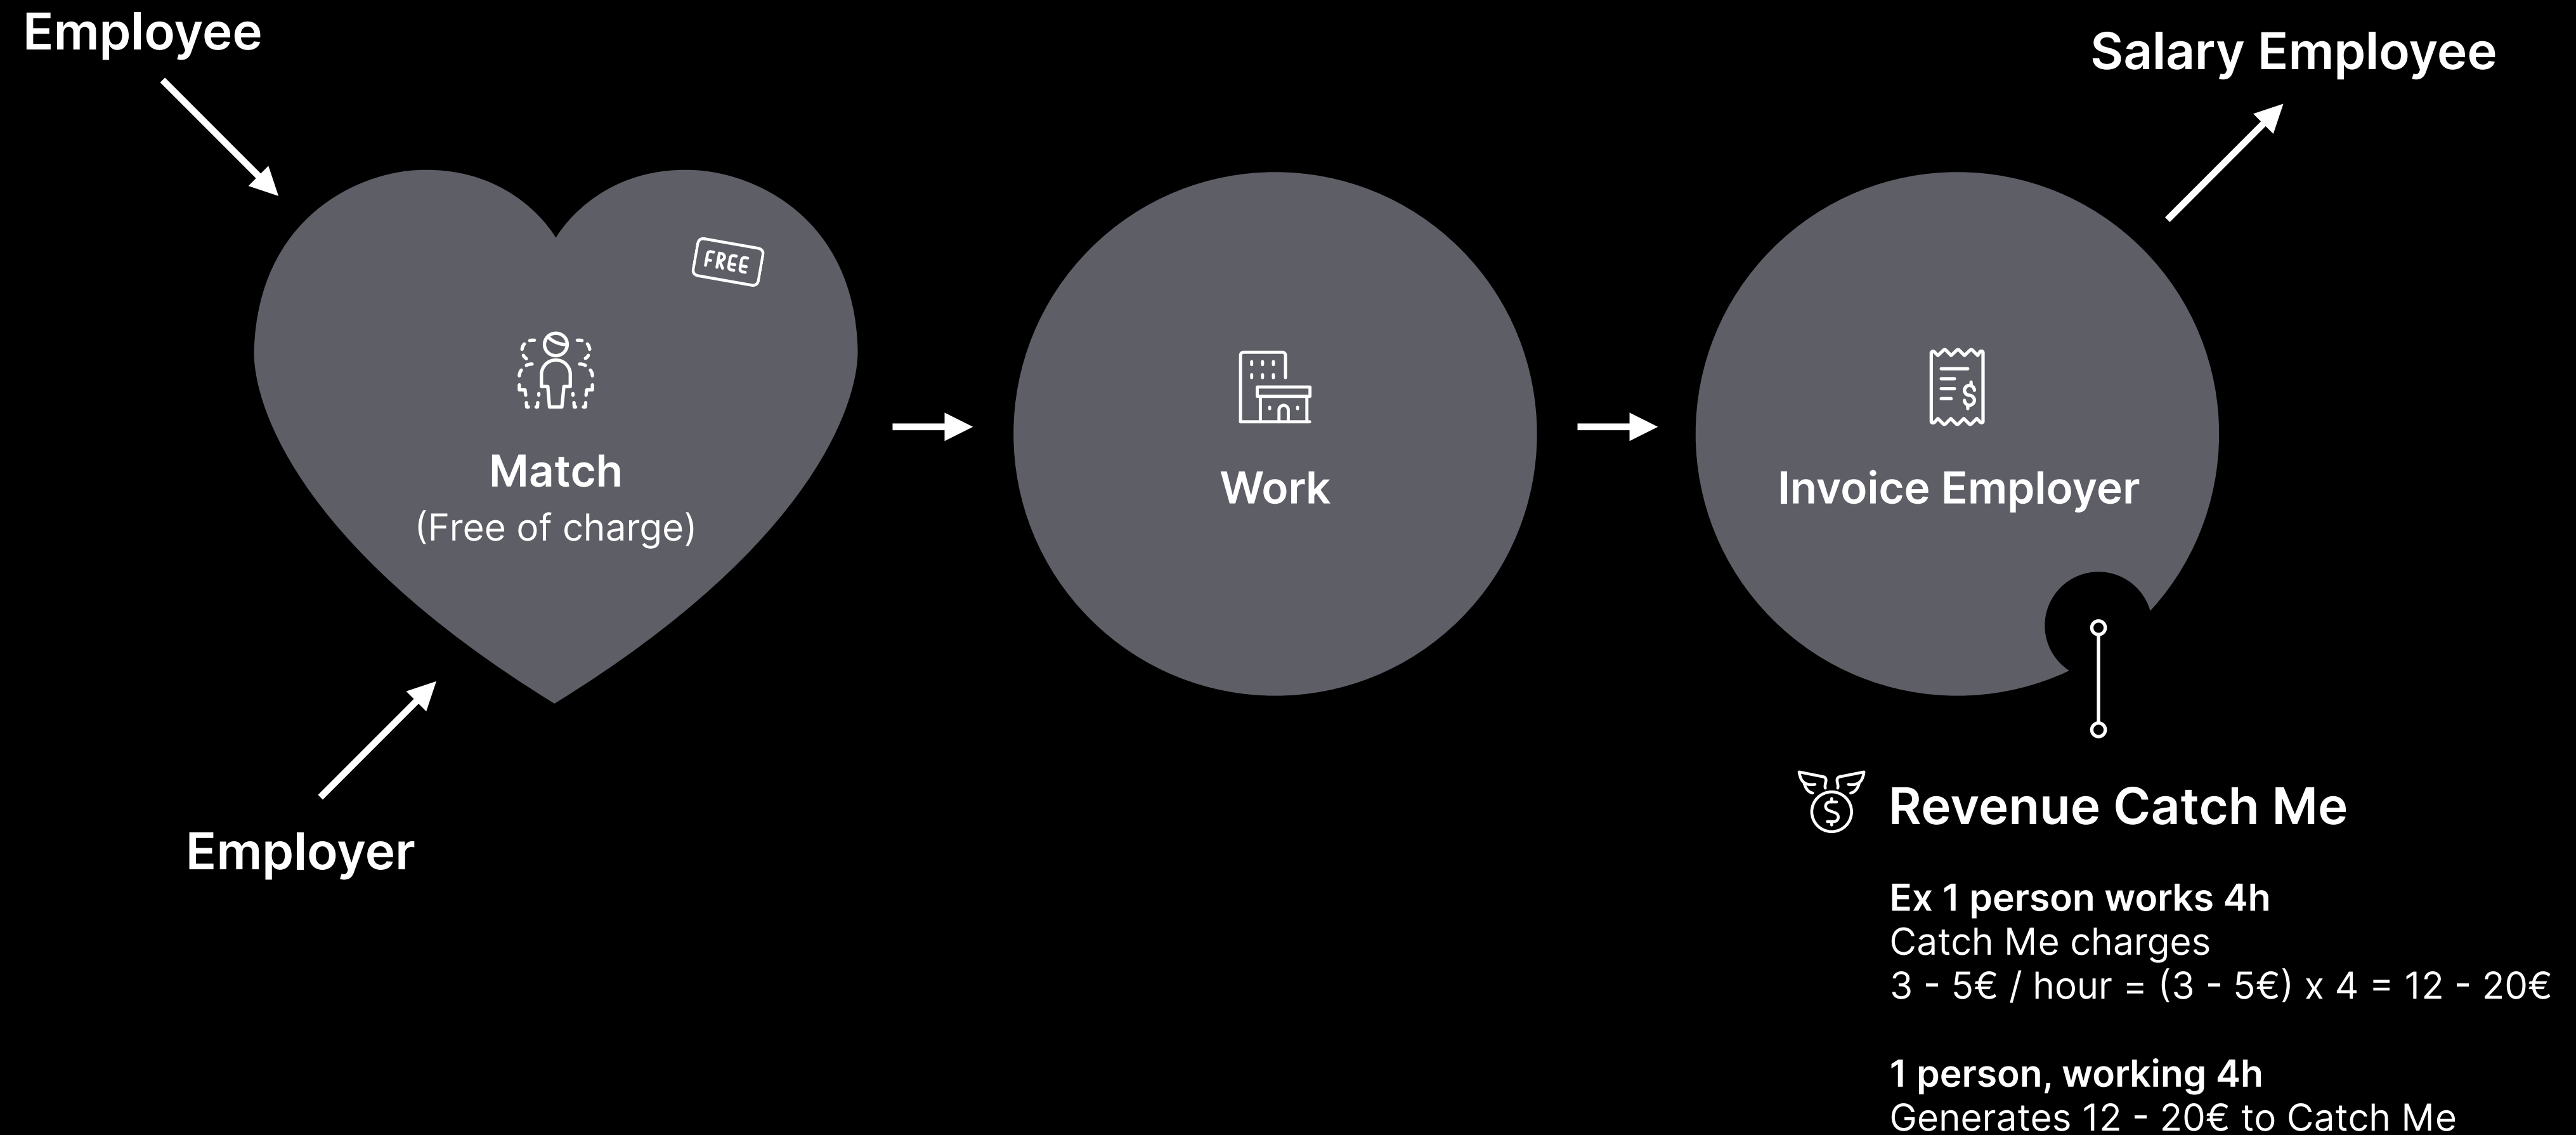 Employee
Salary Employee
FREE
Match
(Free of charge)
Work
$
Invoice Employer
Employer
$
Revenue Catch Me
Ex 1 person works 4h
Catch Me charges
3 - 5€ / hour = (3 - 5€) x 4 = 12 - 20€
1 person, working 4h
Generates 12 - 20€ to Catch Me